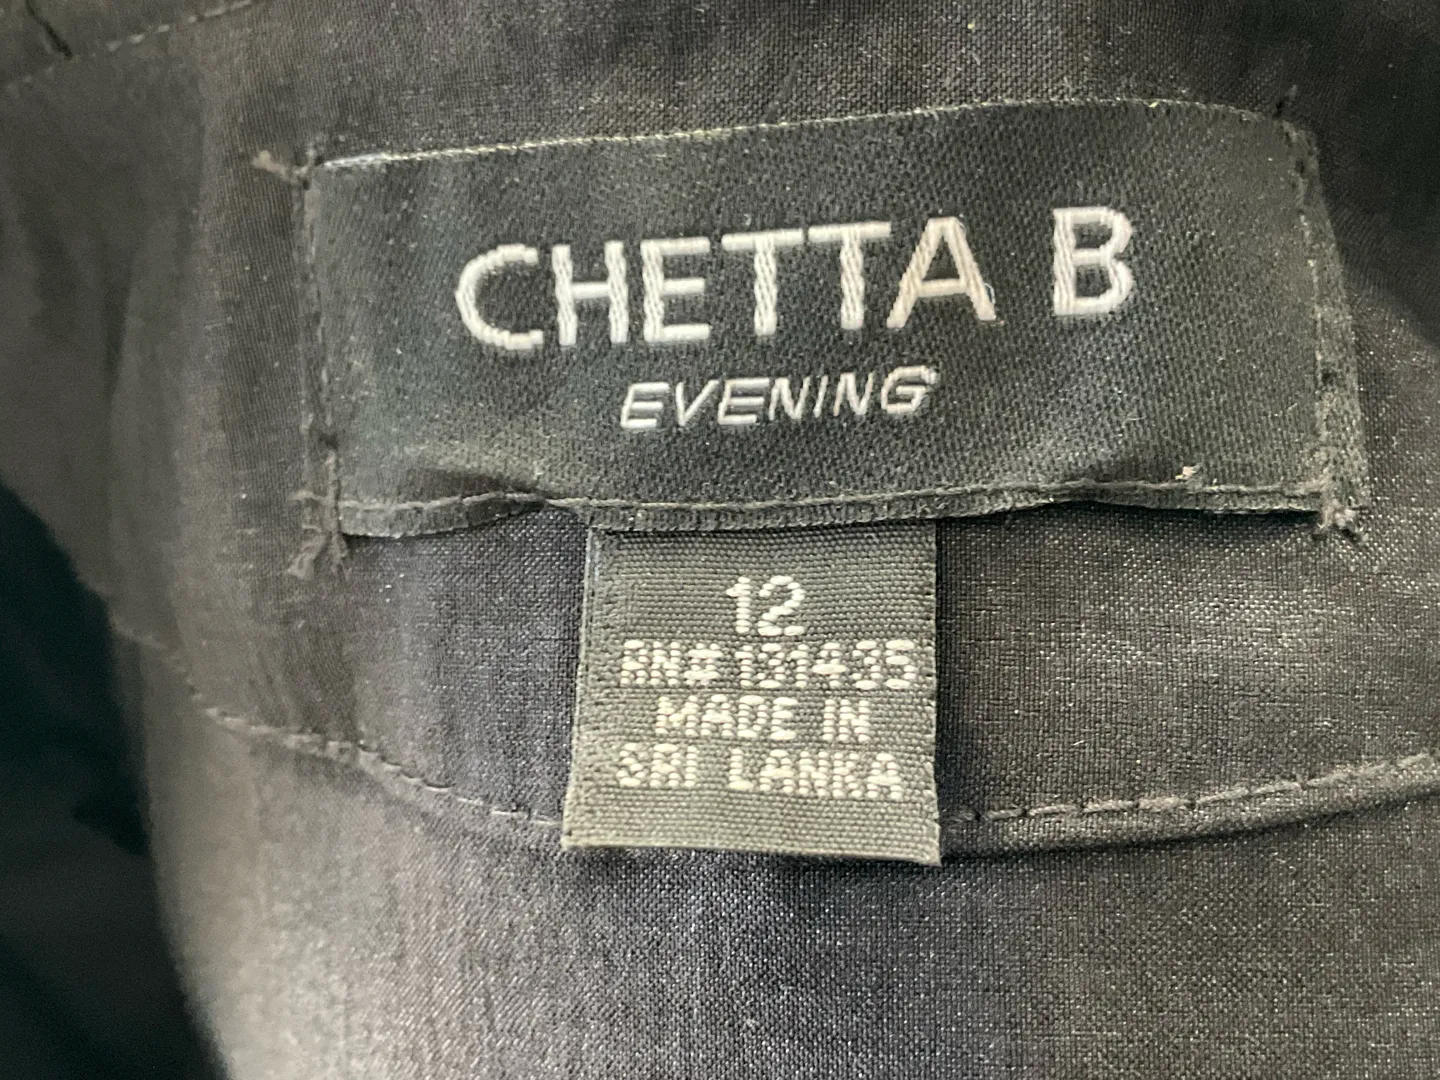 CHETTA B
EVENING
12
RN# 131435
MADE IN
SRI LANKA